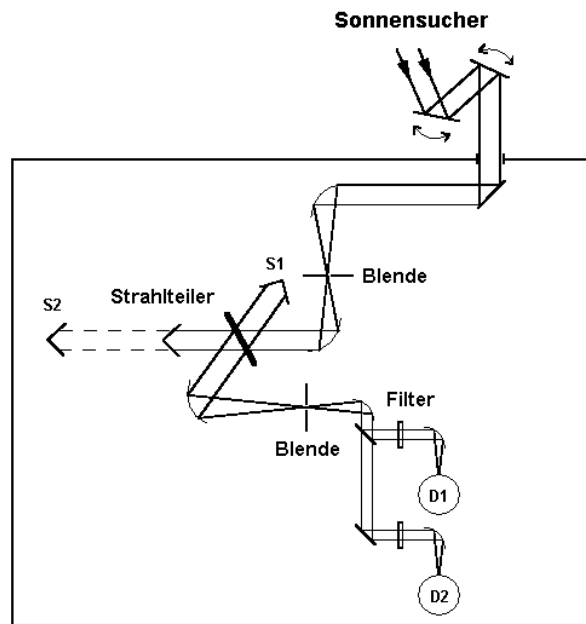 Sonnensucher
S1
Blende
S2
Strahlteiler
Filter
Blende
D1
D2